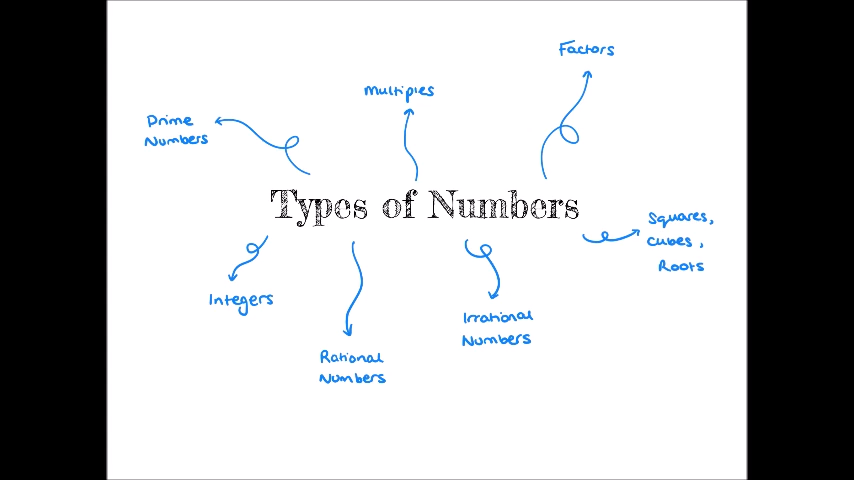 Factors
Multiples
Prime
Numbers
Types of Numbers
Squares,
Cubes,
Roots
Integers
Irrational
Numbers
Rational
Numbers